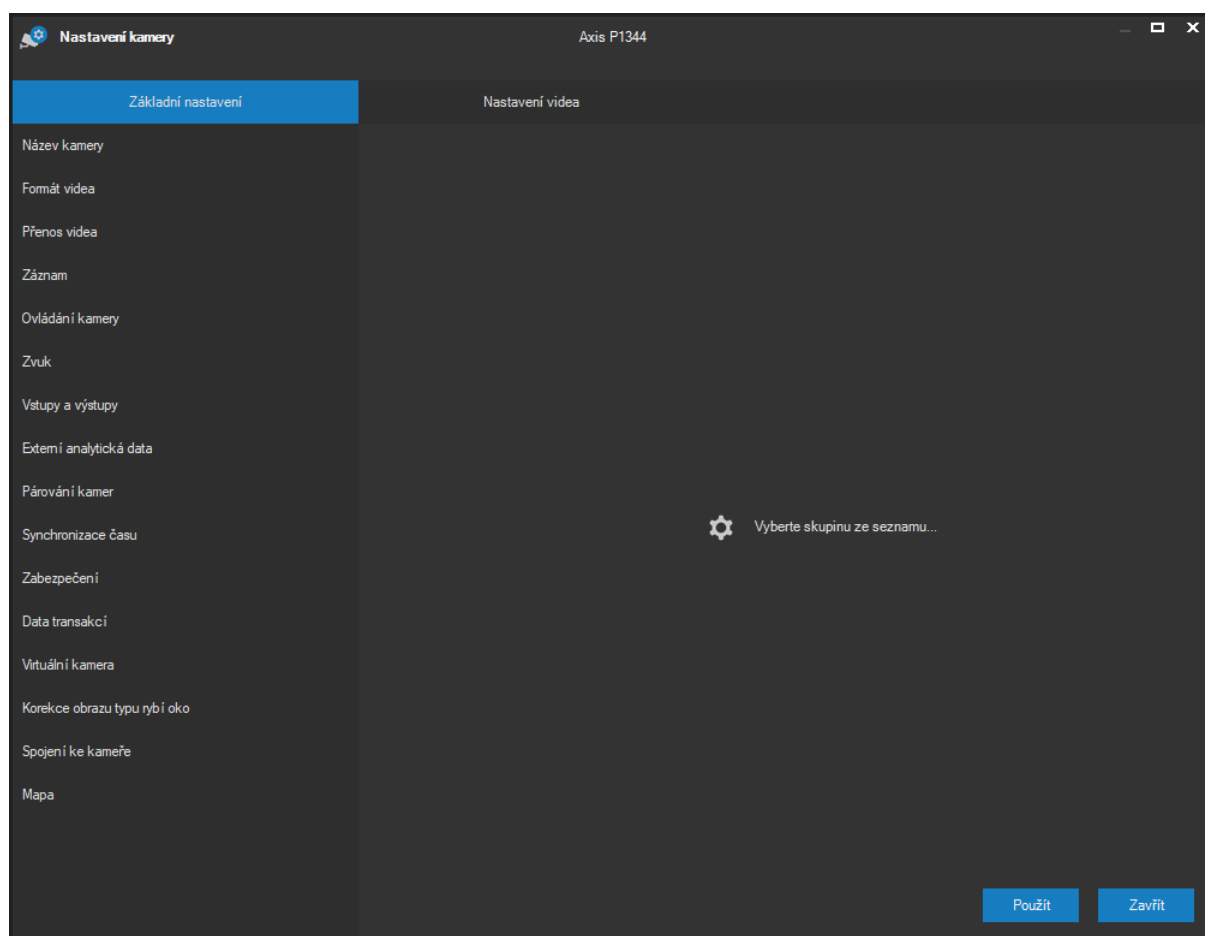 Nastavení kamery
Axis P1344
Základní nastavení
Nastavení videa
Název kamery
Formát videa
Přenos videa
Záznam
Ovládání kamery
Zvuk
Vstupy a výstupy
Externí analytická data
Párování kamer
Synchronizace času
Zabezpečení
Data transakcí
Virtuální kamera
Korekce obrazu typu rybí oko
Spojení ke kameře
Mapa
Vyberte skupinu ze seznamu...
Použít
Zavřít